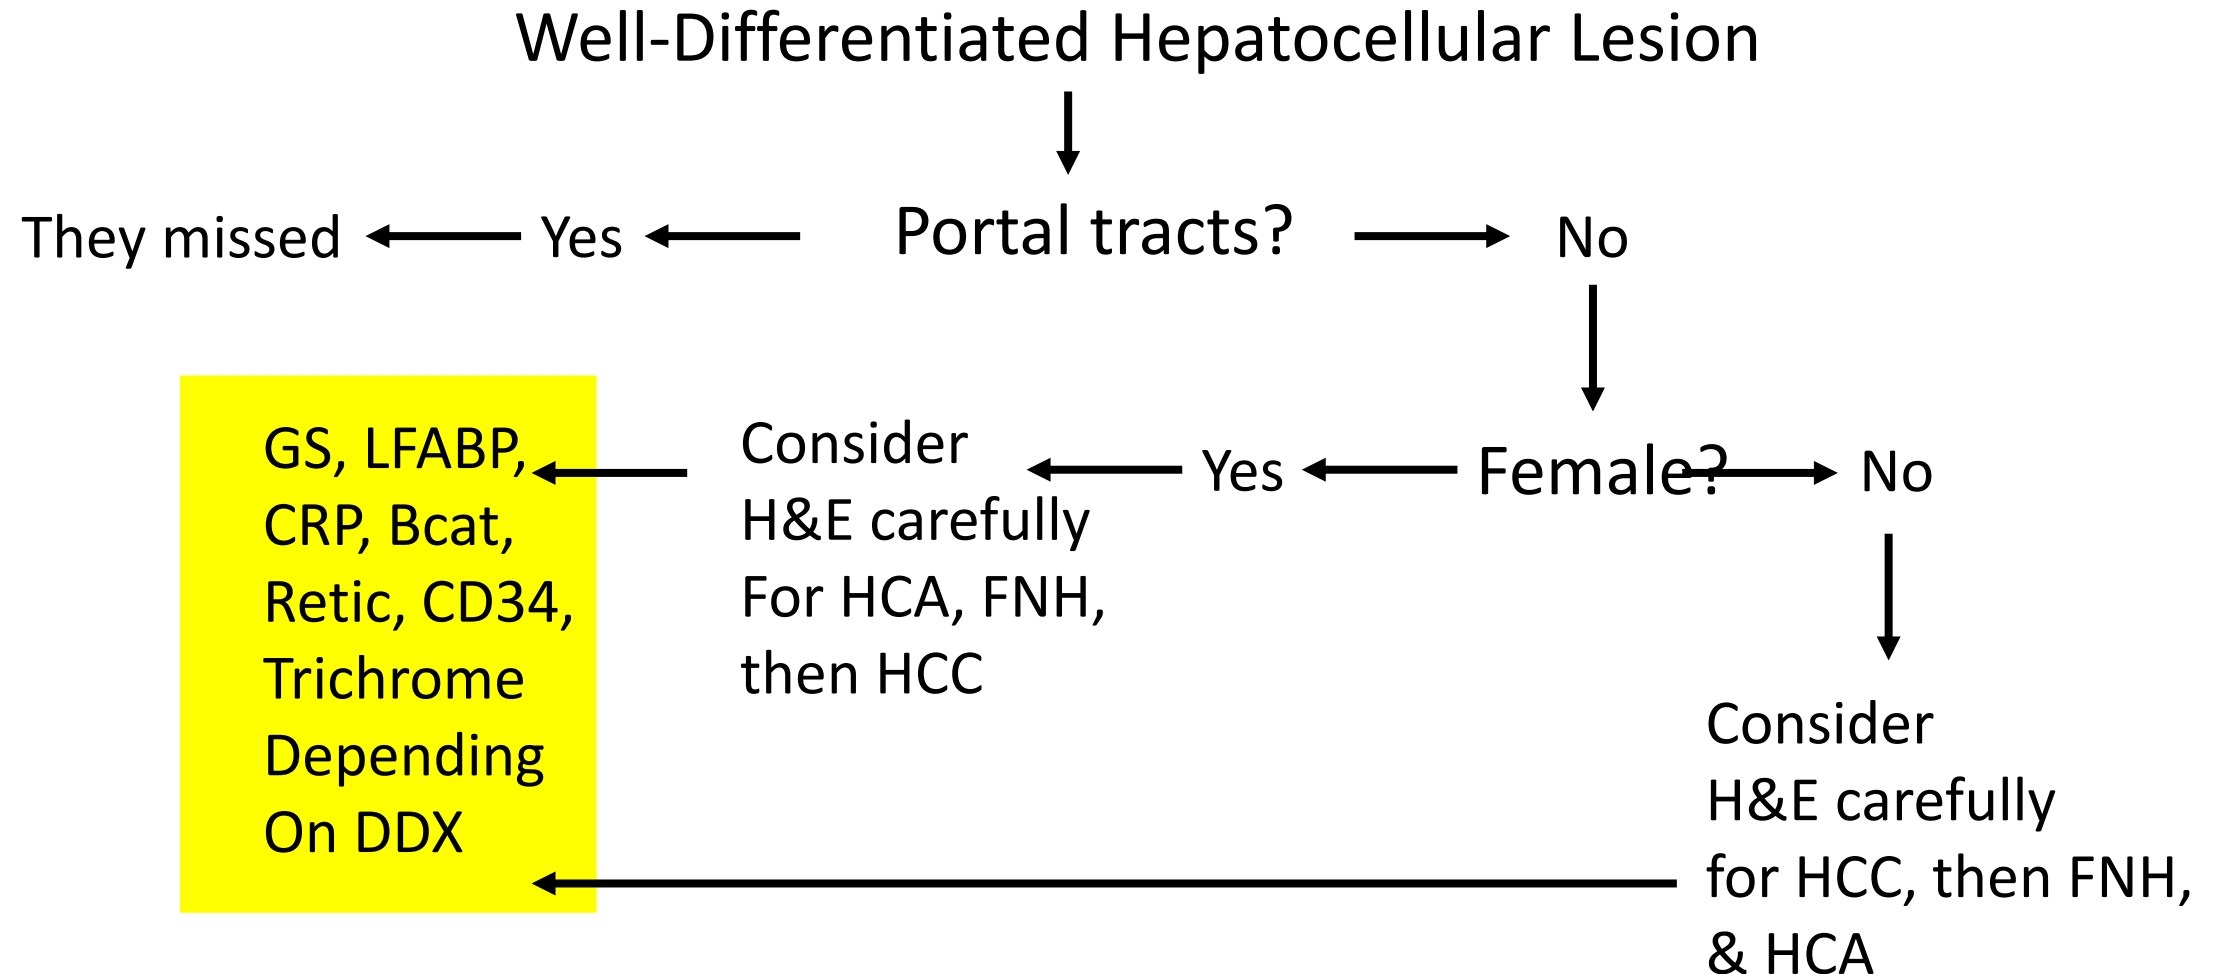 Well-Differentiated Hepatocellular Lesion
They missed
Yes
Portal tracts?
No
GS, LFABP,
CRP, Bcat,
Retic, CD34,
Trichrome
Depending
On DDX
Consider
H&E carefully
For HCA, FNH,
then HCC
Yes
Female?
No
Consider
H&E carefully
for HCC, then FNH,
& HCA